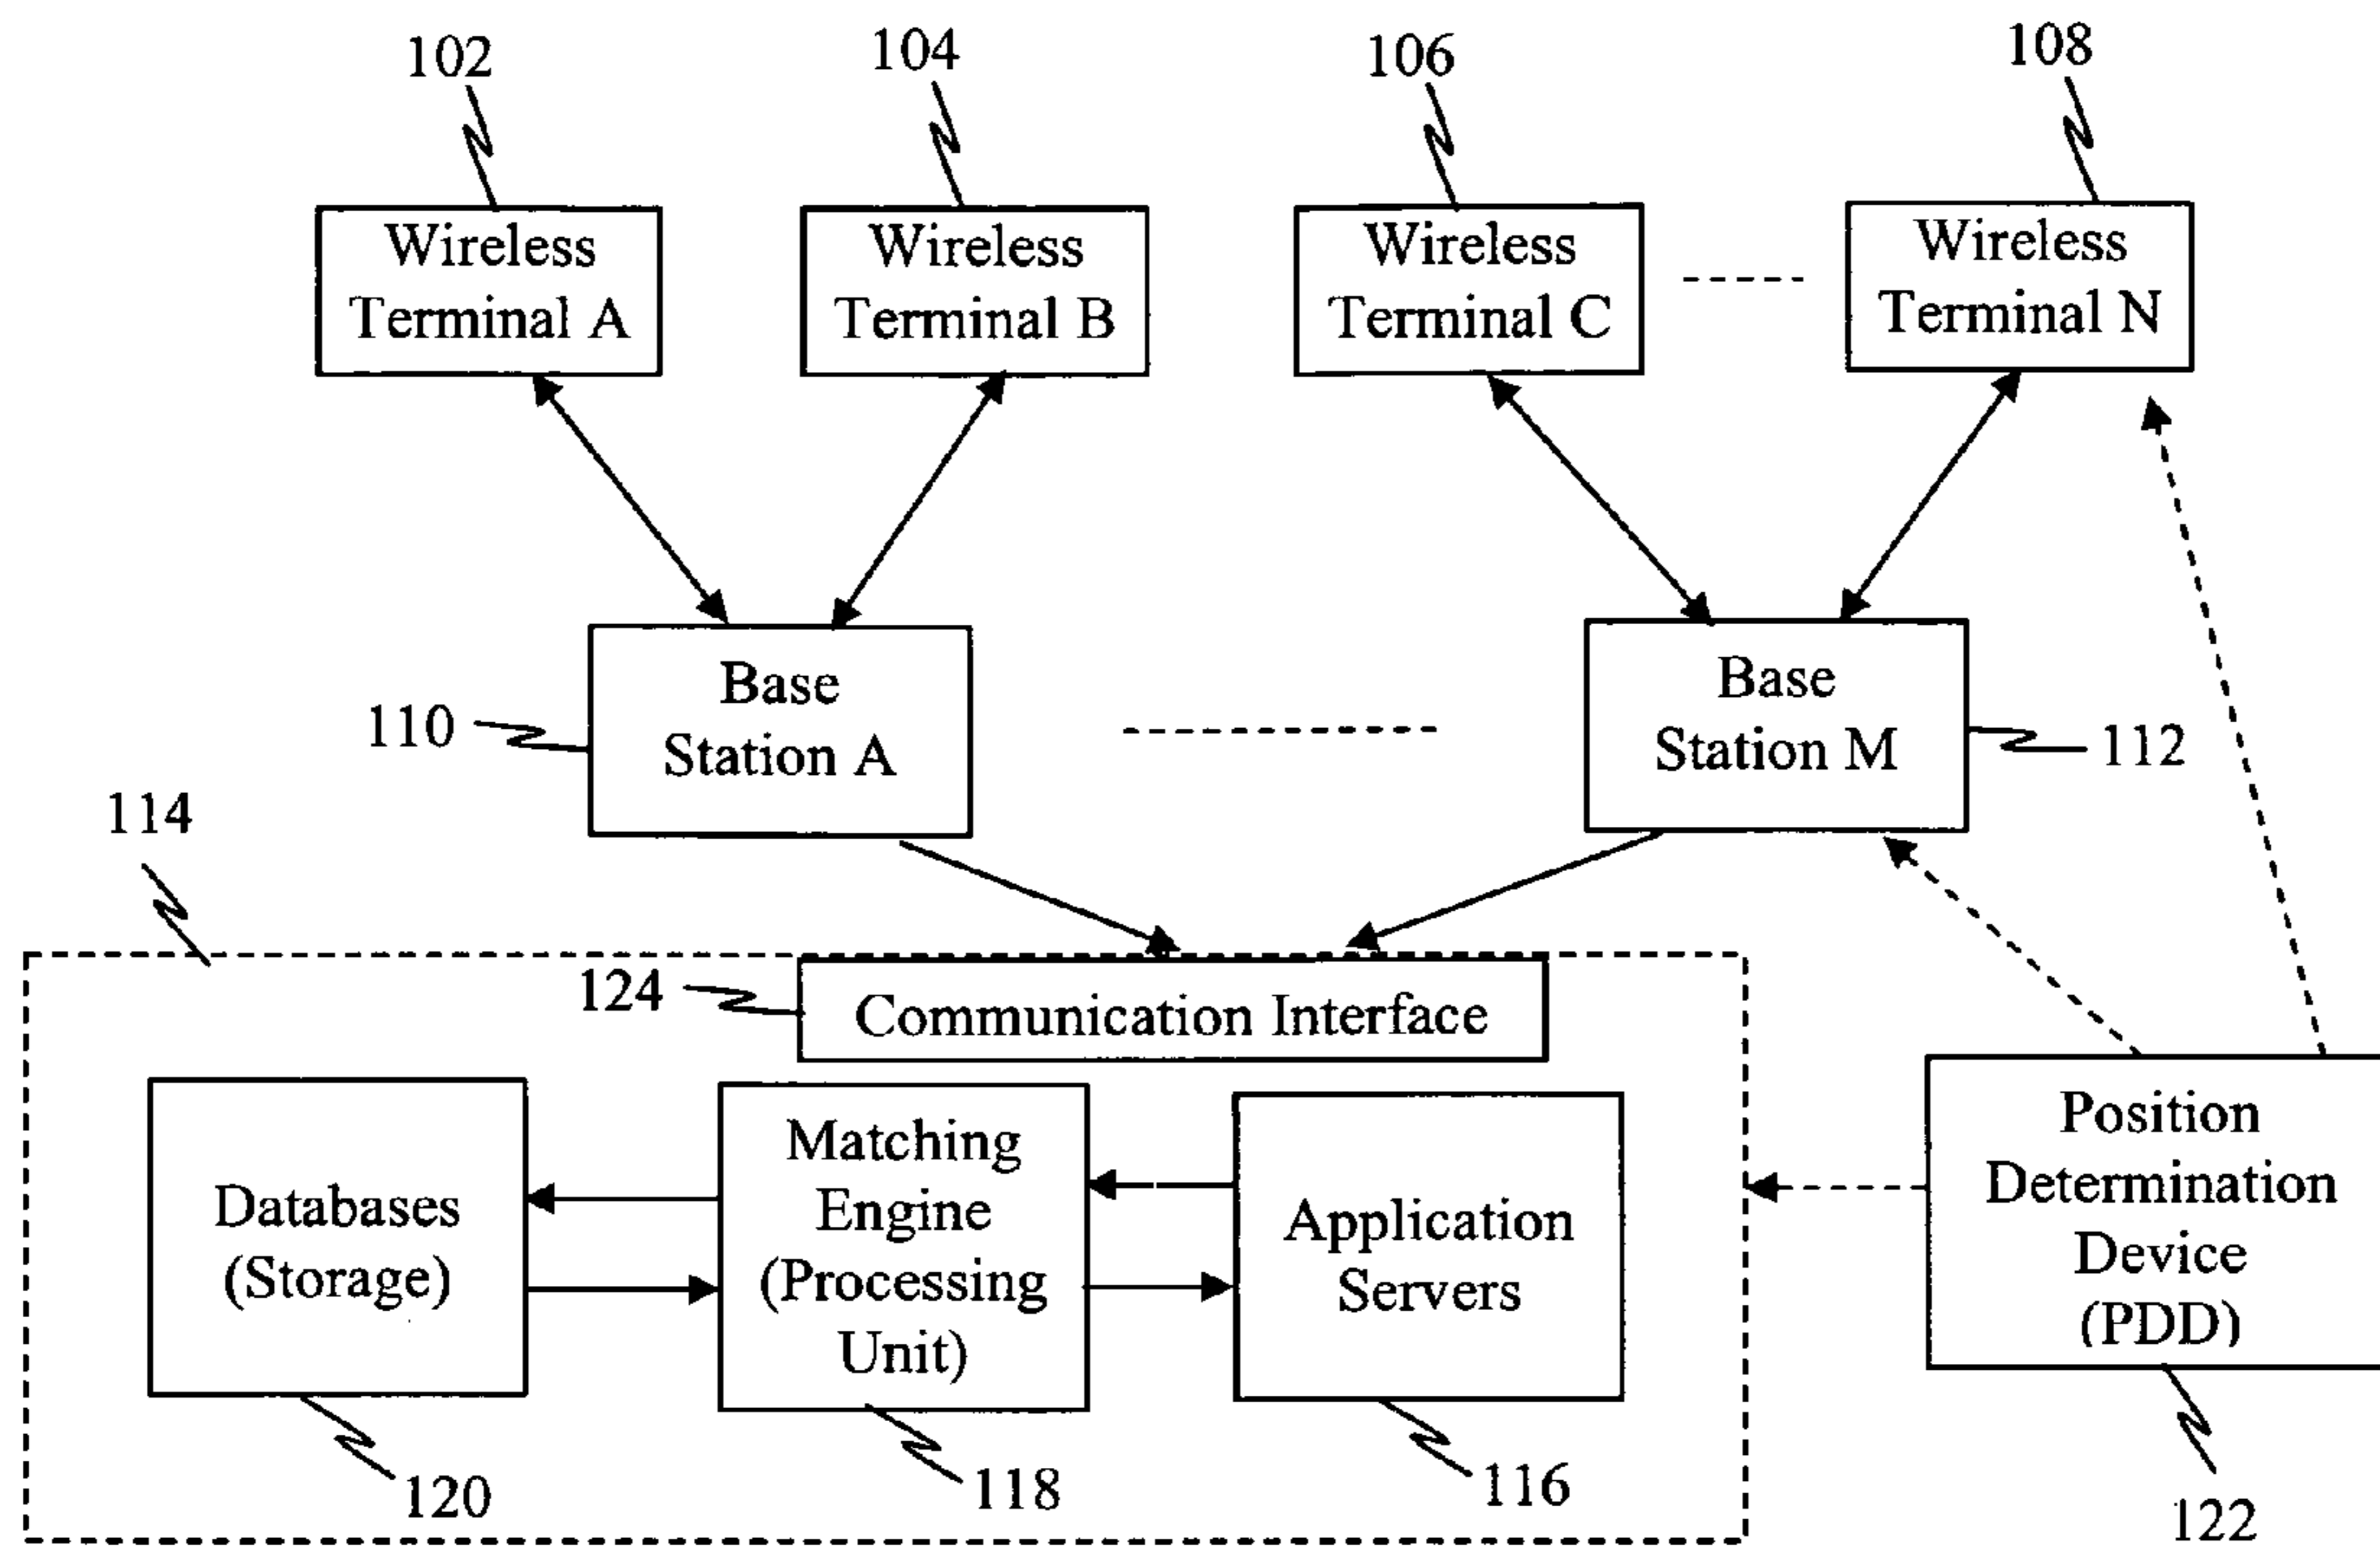 102
104
106
108
Wireless
Terminal A
Wireless
Terminal B
Wireless
Terminal C
Wireless
Terminal N
110
Base
Station A
Base
Station M
112
114
124
Communication Interface
Databases
(Storage)
Matching
Engine
(Processing
Unit)
Application
Servers
Position
Determination
Device
(PDD)
120
118
116
122